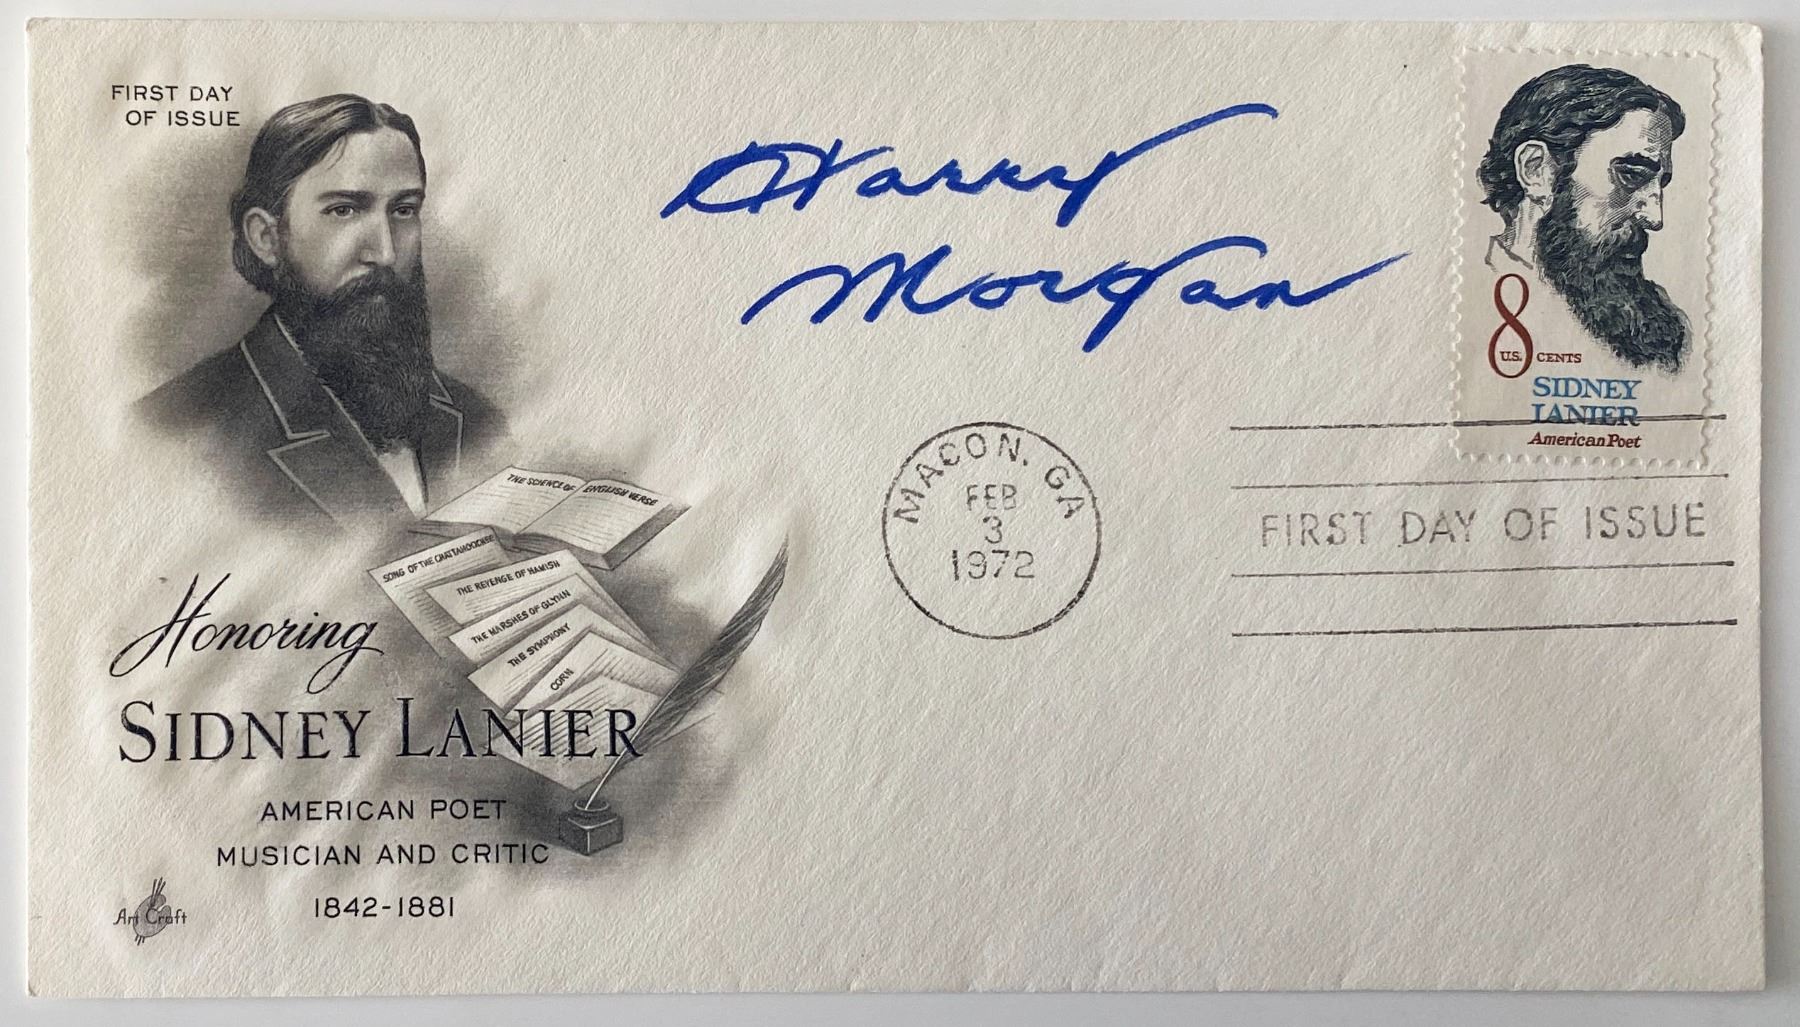 FIRST DAY
OF ISSUE
Harry
Morgan
8
U.S. CENTS
SIDNEY
LANIER
American Poet
MACON, GA
FEB
3
1972
FIRST DAY OF ISSUE
THE SCIENCE OF ENGLISH VERSE
SONG OF THE CHATTAHOOCHEE
THE REVENGE OF HAMISH
THE MARSHES OF GLYNN
THE SYMPHONY
CORN
Honoring
SIDNEY LANIER
AMERICAN POET
MUSICIAN AND CRITIC
1842-1881
Art Craft